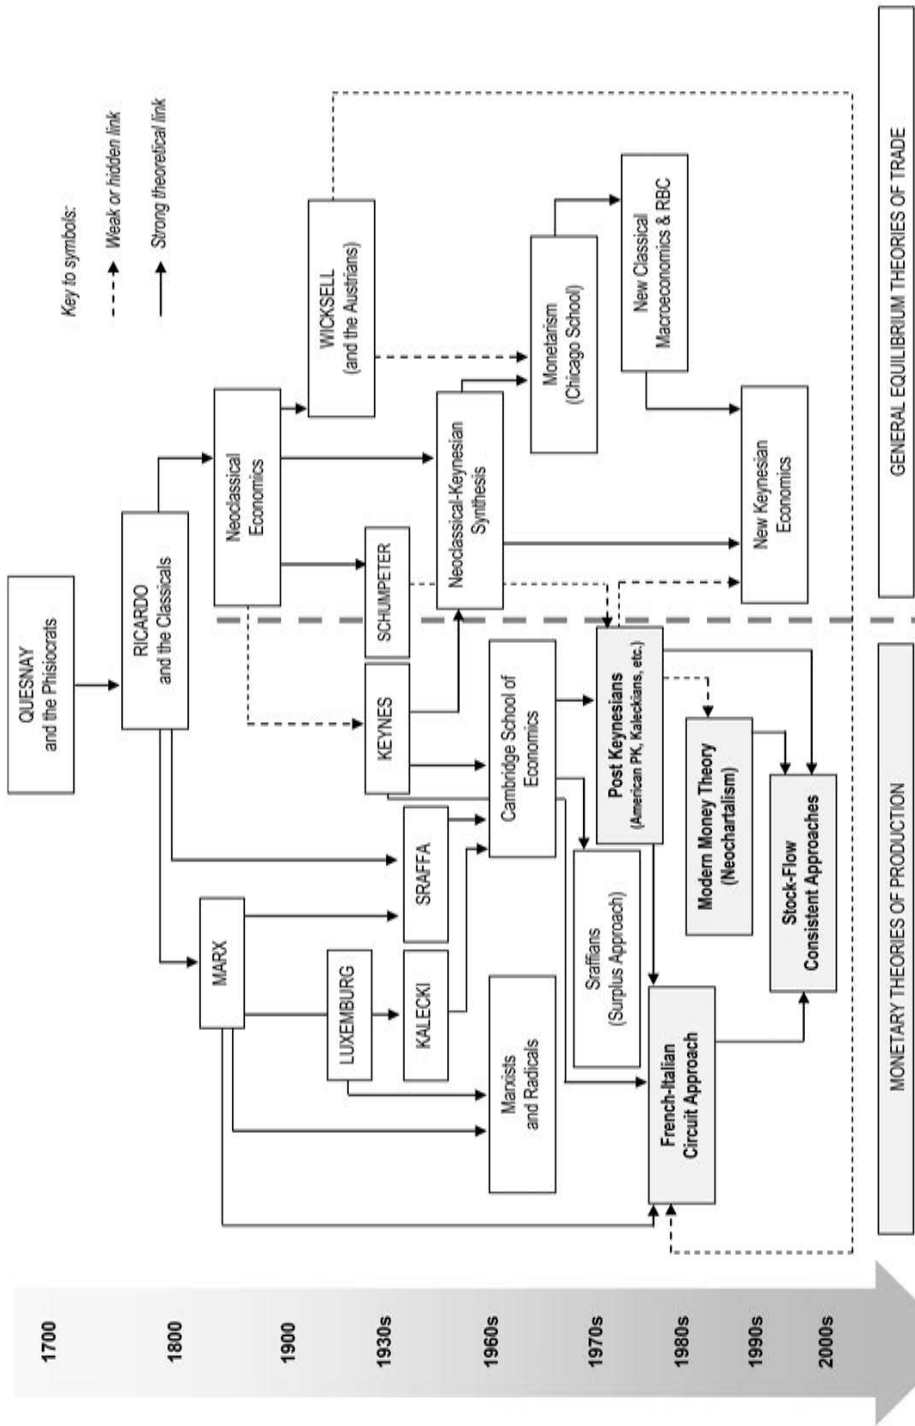 1700
1800
1900
1930s
1960s
1970s
1980s
1990s
2000s
Key to symbols:
Weak or hidden link
Strong theoretical link
QUESNAY
and the Phisiocrats
RICARDO
and the Classicals
MARX
Neoclassical
Economics
LUXEMBURG
WICKSELL
(and the Austrians)
KALECKI
SRAFFA
KEYNES
SCHUMPETER
Marxists
and Radicals
Cambridge School of
Economics
Neoclassical-Keynesian
Synthesis
Monetarism
(Chicago School)
Sraffians
(Surplus Approach)
Post Keynesians
(American PK, Kaleckians, etc.)
New Classical
Macroeconomics & RBC
French-Italian
Circuit Approach
Modern Money Theory
(Neochartalism)
New Keynesian
Economics
Stock-Flow
Consistent Approaches
MONETARY THEORIES OF PRODUCTION
GENERAL EQUILIBRIUM THEORIES OF TRADE